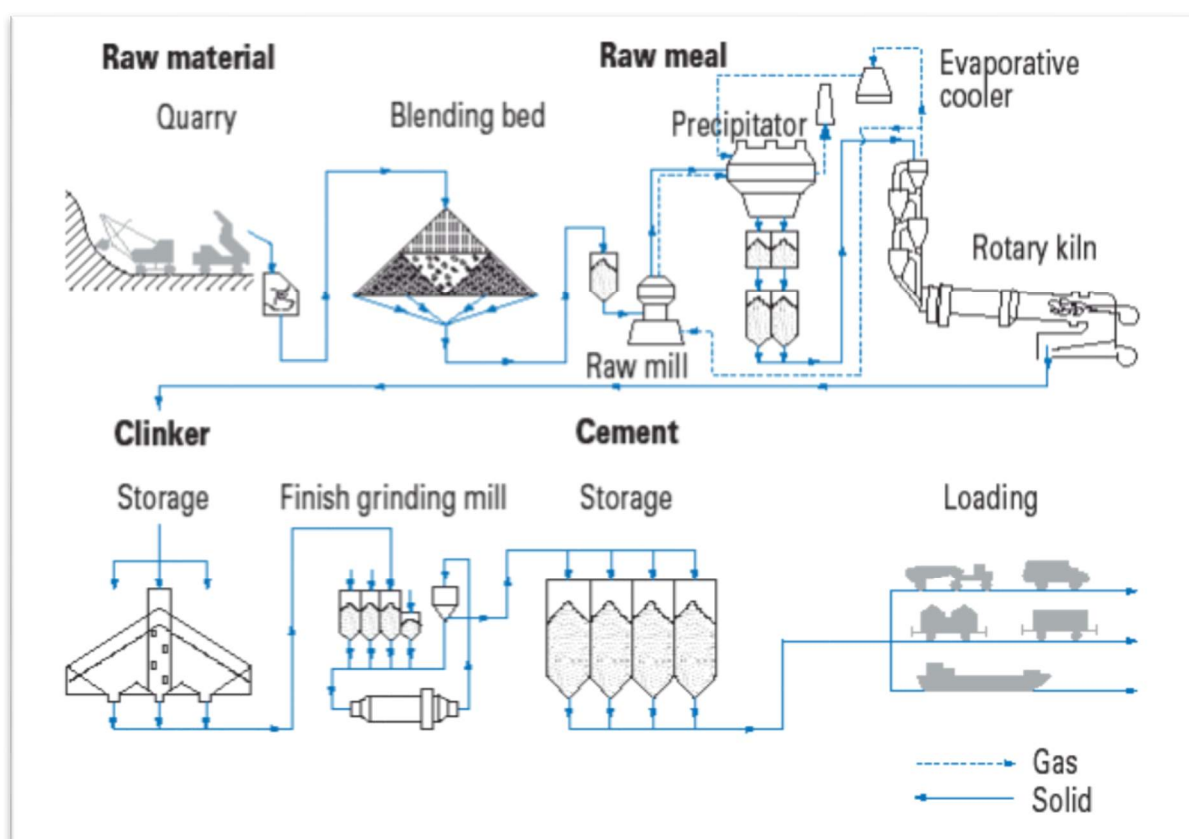 Raw material
Raw meal
Quarry
Blending bed
Precipitator
Evaporative
cooler
Rotary kiln
Raw mill
Clinker
Cement
Storage
Finish grinding mill
Storage
Loading
Gas
Solid